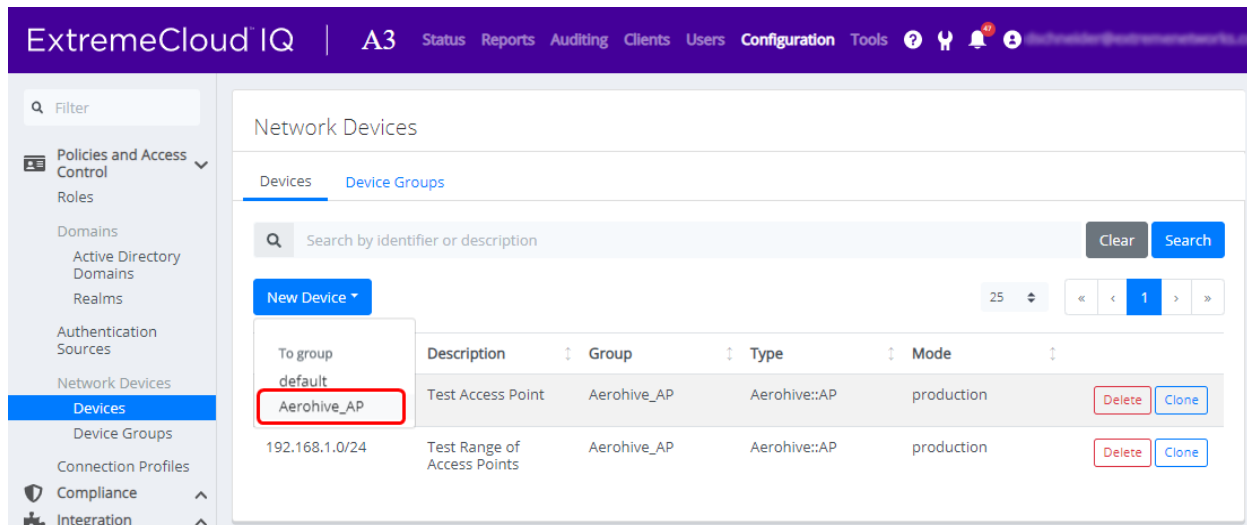 ExtremeCloud IQ | A3 Status Reports Auditing Clients Users Configuration Tools ? 47
Filter
Policies and Access
Control
Roles
Domains
Active Directory
Domains
Realms
Authentication
Sources
Network Devices
Devices
Device Groups
Connection Profiles
Compliance
Integration
Network Devices
Devices Device Groups
Search by identifier or description Clear Search
New Device 25 « ‹ 1 › »
To group
default
Aerohive_AP
Description Group Type Mode
Test Access Point Aerohive_AP Aerohive::AP production Delete Clone
192.168.1.0/24 Test Range of Aerohive_AP Aerohive::AP production Delete Clone
Access Points